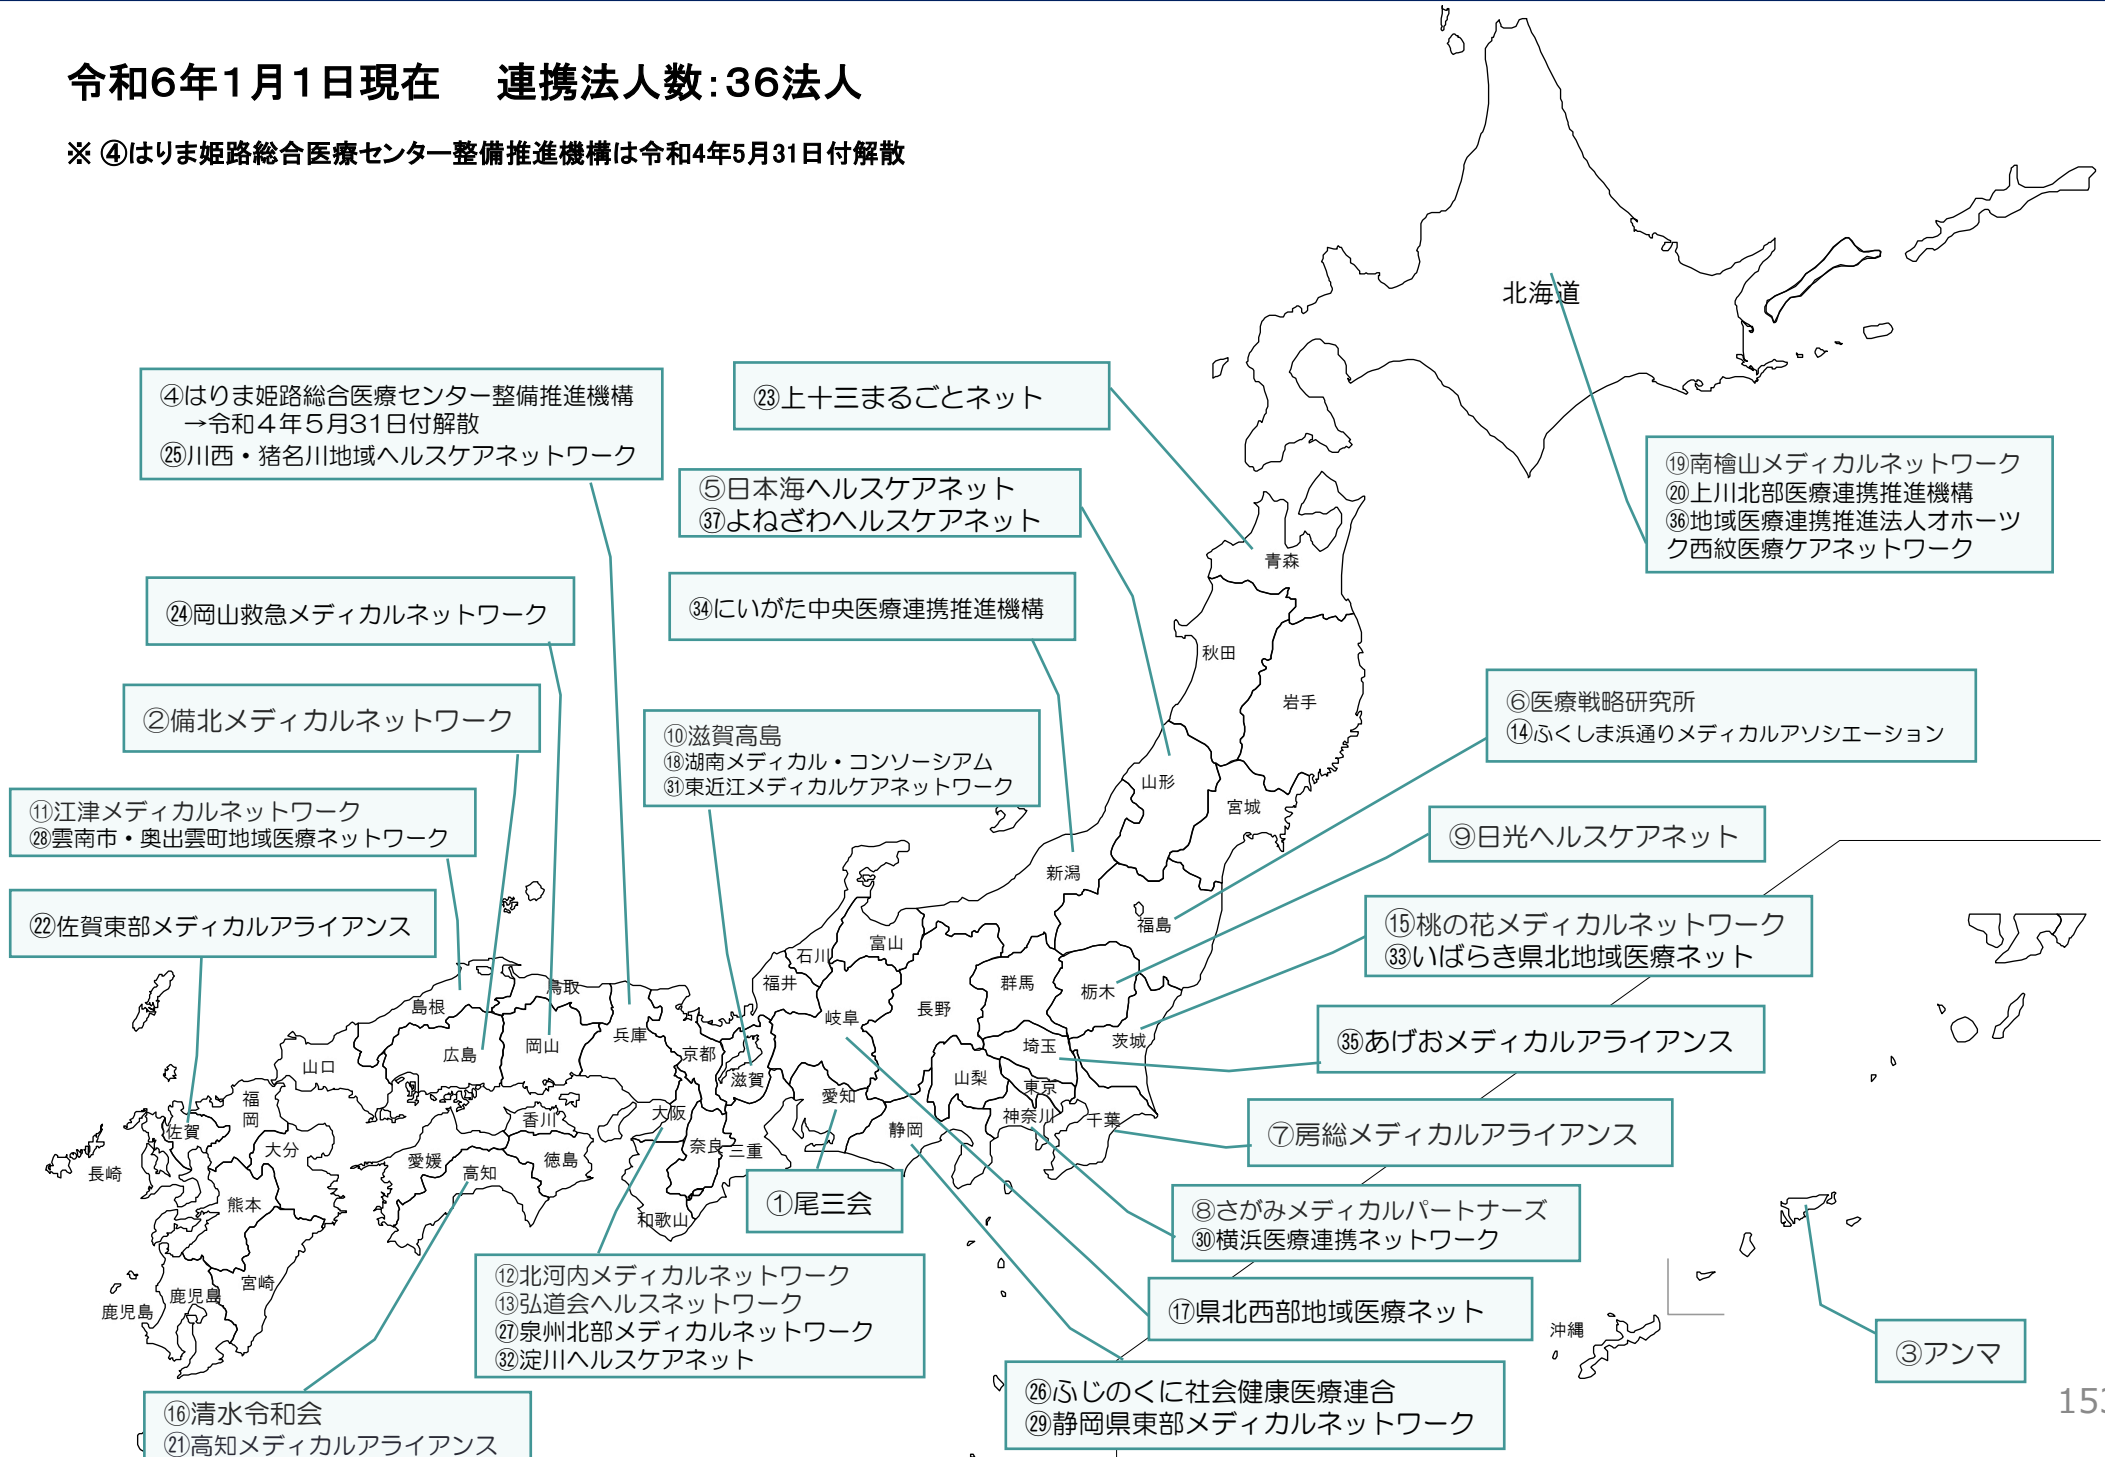 令和6年1月1日現在　連携法人数:36法人
※ ④はりま姫路総合医療センター整備推進機構は令和4年5月31日付解散
北海道
④はりま姫路総合医療センター整備推進機構
→令和４年５月31日付解散
㉕川西・猪名川地域ヘルスケアネットワーク
㉓上十三まるごとネット
⑤日本海ヘルスケアネット
㊲よねざわヘルスケアネット
⑲南檜山メディカルネットワーク
⑳上川北部医療連携推進機構
㊱地域医療連携推進法人オホーツ
ク西紋医療ケアネットワーク
青森
㉔岡山救急メディカルネットワーク
㉞にいがた中央医療連携推進機構
秋田
岩手
②備北メディカルネットワーク
⑩滋賀高島
⑱湖南メディカル・コンソーシアム
㉛東近江メディカルケアネットワーク
⑥医療戦略研究所
⑭ふくしま浜通りメディカルアソシエーション
山形
宮城
⑪江津メディカルネットワーク
㉘雲南市・奥出雲町地域医療ネットワーク
⑨日光ヘルスケアネット
新潟
福島
㉒佐賀東部メディカルアライアンス
⑮桃の花メディカルネットワーク
㉝いばらき県北地域医療ネット
富山
石川
福井
群馬
栃木
鳥取
島根
岐阜
長野
兵庫
岡山
広島
京都
埼玉
茨城
㉟あげおメディカルアライアンス
山口
滋賀
山梨
東京
愛知
福
岡
佐賀
香川
大阪
神奈川
千葉
静岡
⑦房総メディカルアライアンス
大分
長崎
愛媛
徳島
高知
奈良
三重
熊本
和歌山
①尾三会
⑧さがみメディカルパートナーズ
㉚横浜医療連携ネットワーク
宮崎
鹿児島
鹿児島
⑫北河内メディカルネットワーク
⑬弘道会ヘルスネットワーク
㉗泉州北部メディカルネットワーク
㉜淀川ヘルスケアネット
⑰県北西部地域医療ネット
沖縄
③アンマ
㉖ふじのくに社会健康医療連合
㉙静岡県東部メディカルネットワーク
⑯清水令和会
㉑高知メディカルアライアンス
153